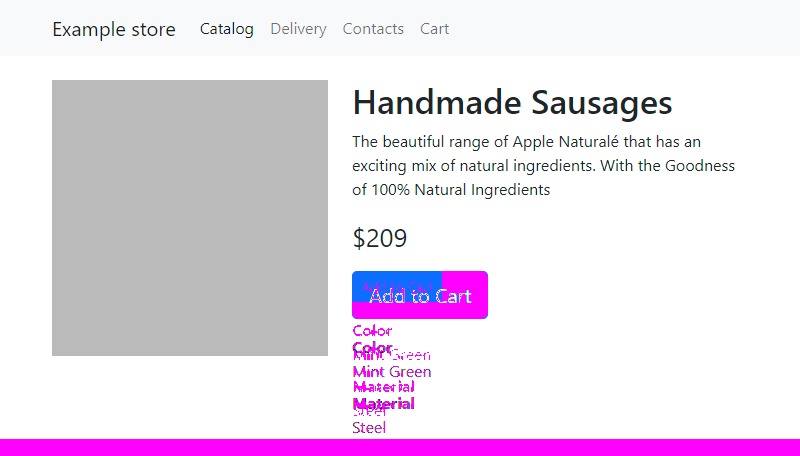 Example store Catalog Delivery Contacts Cart
Handmade Sausages
The beautiful range of Apple Naturalé that has an
exciting mix of natural ingredients. With the Goodness
of 100% Natural Ingredients
$209
Add to Cart
Color
Color
Mint Green
Mint Green
Material
Material
Steel
Steel